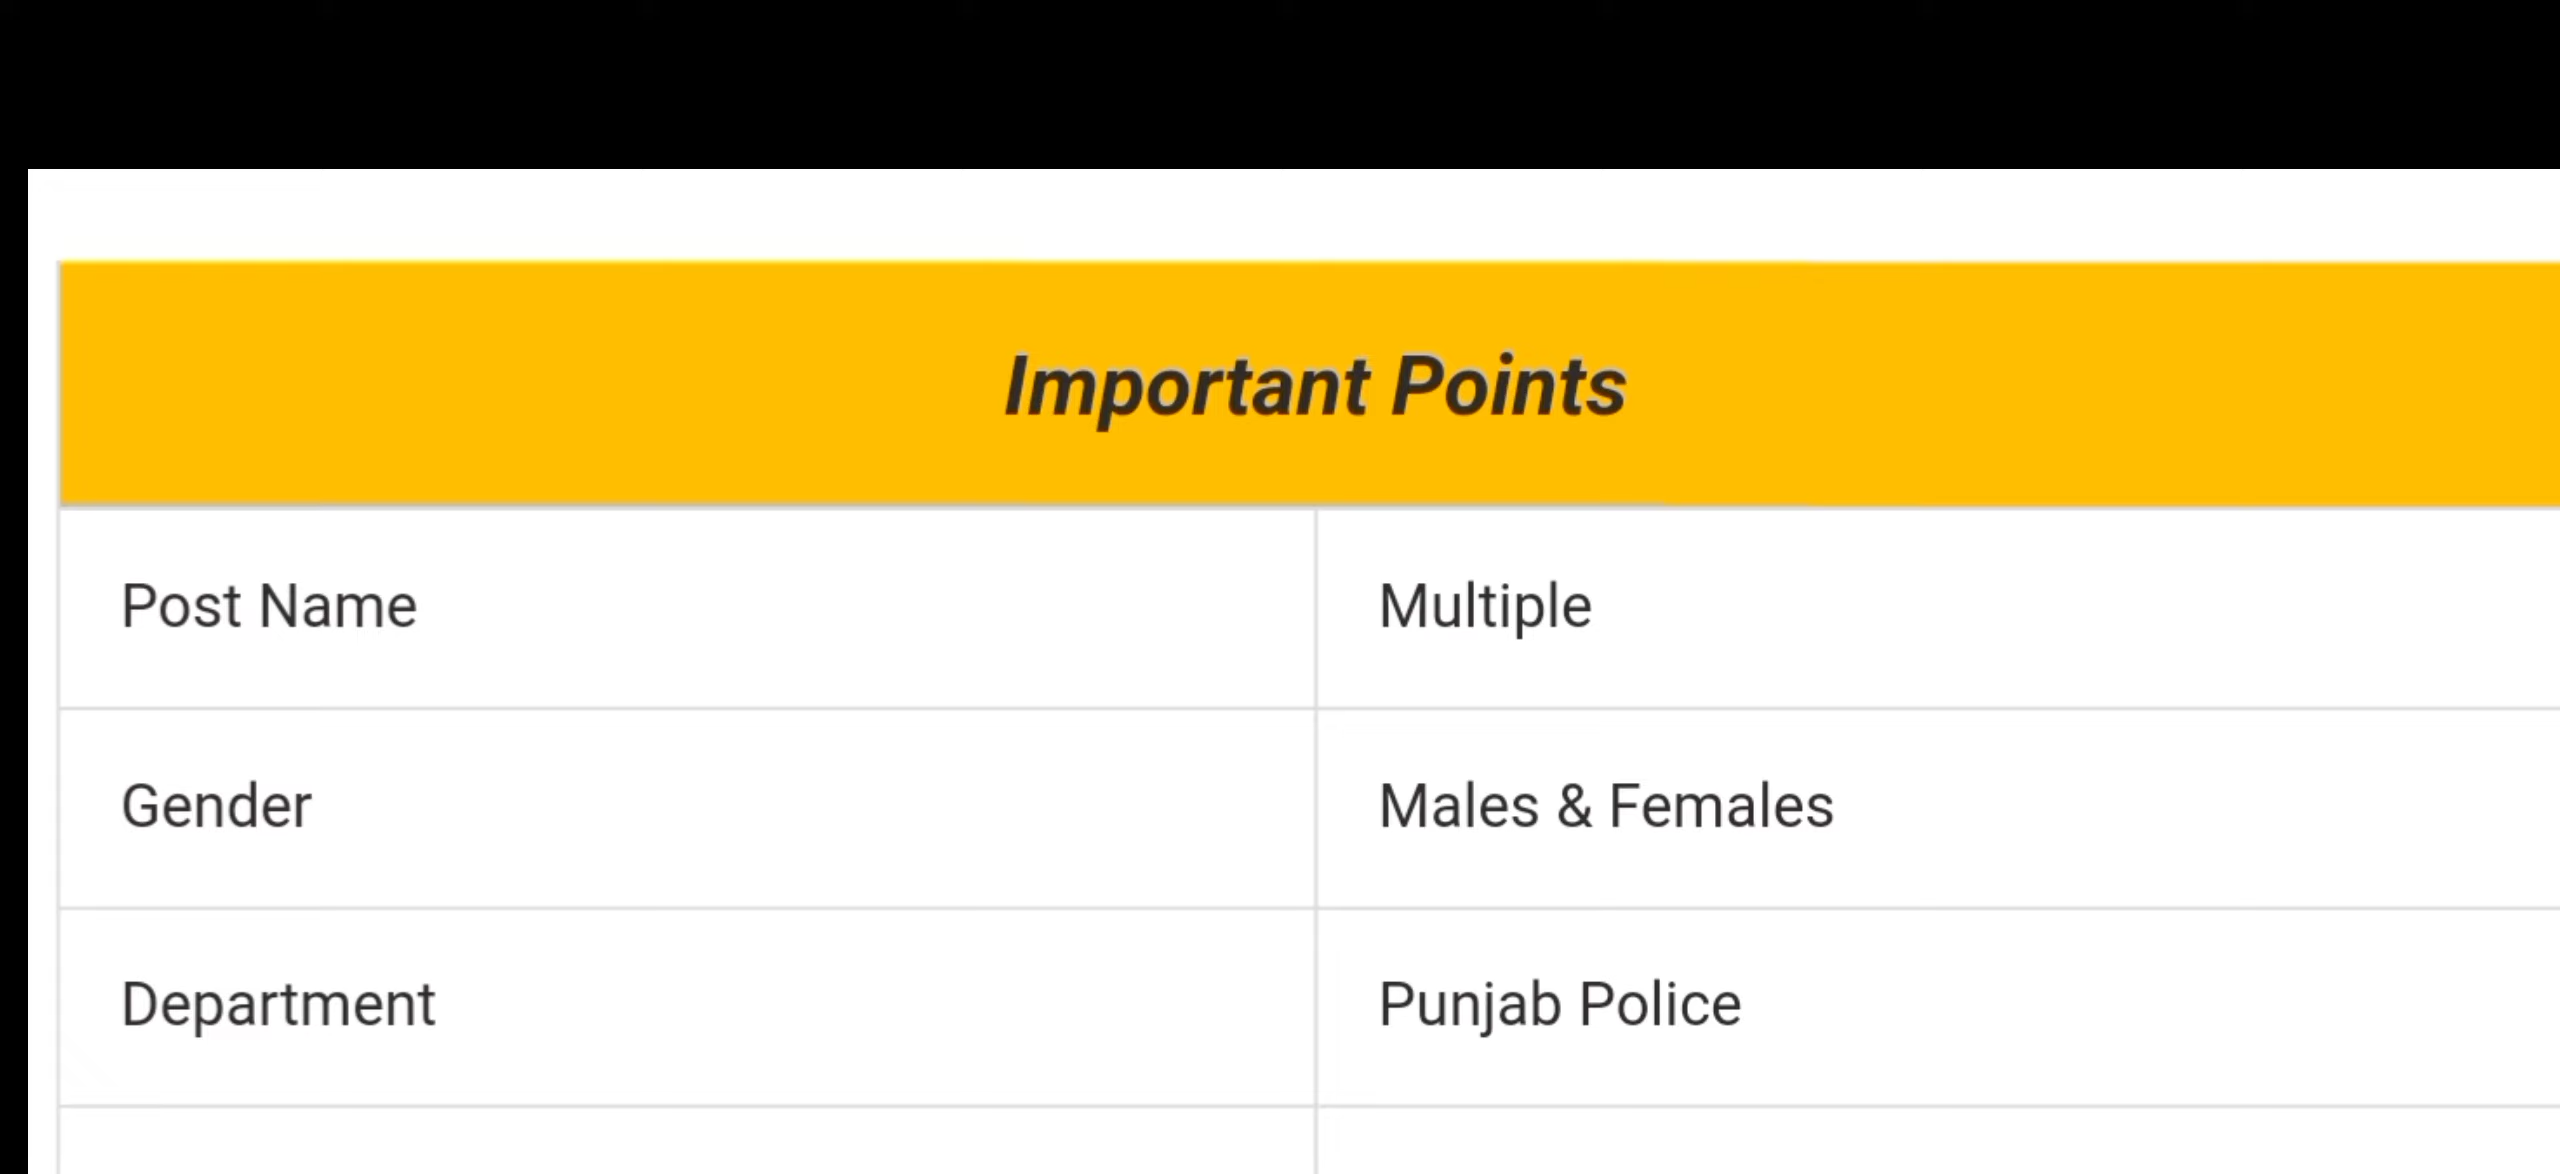 Important Points
Post Name Multiple
Gender Males & Females
Department Punjab Police